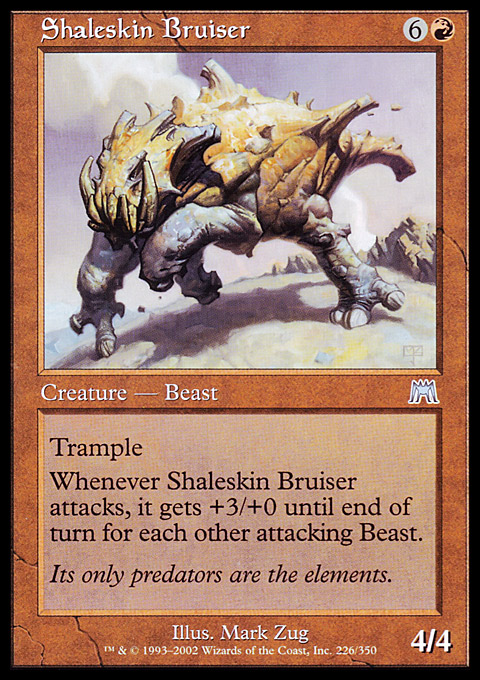 Shaleskin Bruiser 6
Creature — Beast
Trample
Whenever Shaleskin Bruiser
attacks, it gets +3/+0 until end of
turn for each other attacking Beast.
Its only predators are the elements.
Illus. Mark Zug
™ & © 1993–2002 Wizards of the Coast, Inc. 226/350
4/4